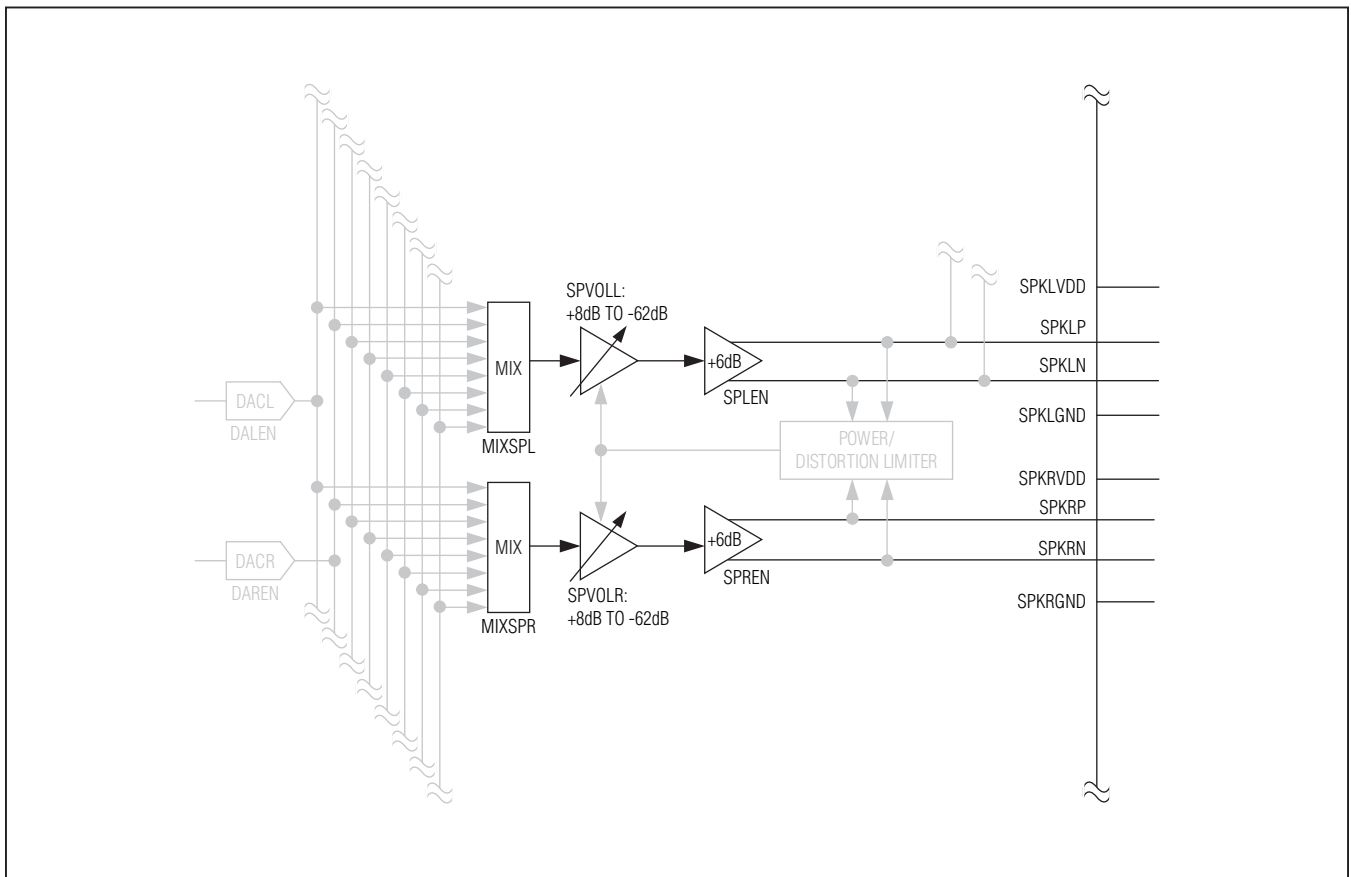 SPVOLL:
+8dB TO -62dB
SPKLVDD
SPKLP
SPKLN
MIX
+6dB
SPLEN
DACL
DALEN
SPKLGND
MIXSPL
POWER/
DISTORTION LIMITER
SPKRVDD
SPKRP
MIX
+6dB
SPKRN
DACR
DAREN
SPREN
SPVOLR:
+8dB TO -62dB
SPKRGND
MIXSPR